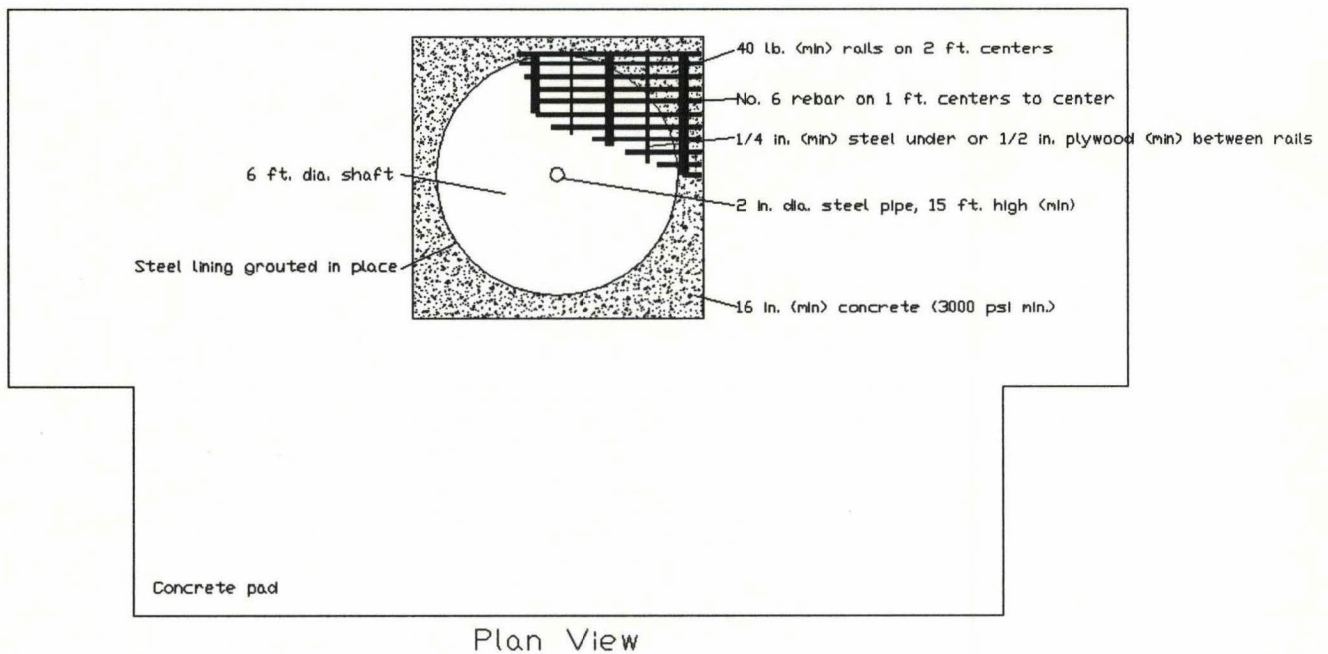 40 lb. (min) rails on 2 ft. centers
No. 6 rebar on 1 ft. centers to center
1/4 in. (min) steel under or 1/2 in. plywood (min) between rails
6 ft. dia. shaft
2 in. dia. steel pipe, 15 ft. high (min)
Steel lining grouted in place
16 in. (min) concrete (3000 psi min.)
Concrete pad
Plan View